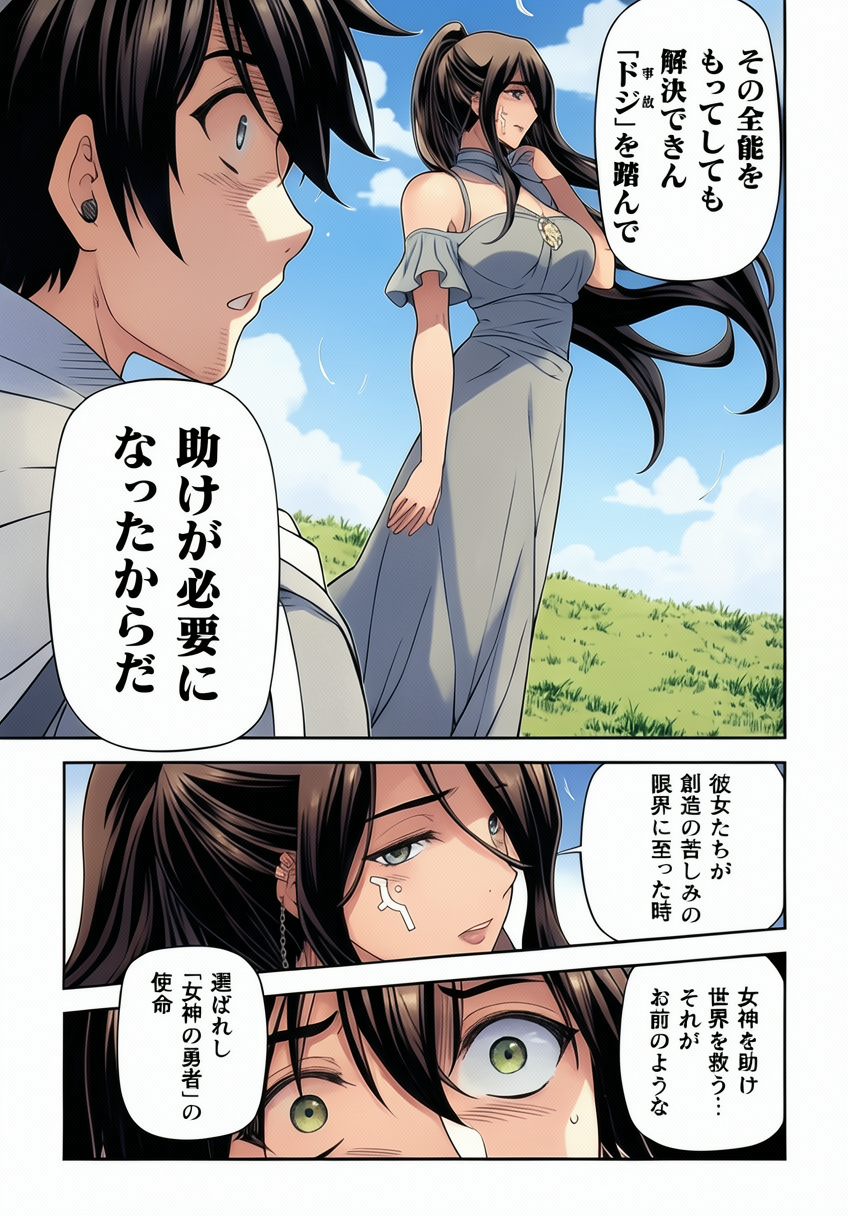 その全能を
もってしても
解決できん
「ドジ」を踏んで
事故
助けが必要に
なったからだ
彼女たちが
創造の苦しみの
限界に至った時
女神を助け
世界を救う…
それが
お前のような
選ばれし
「女神の勇者」の
使命